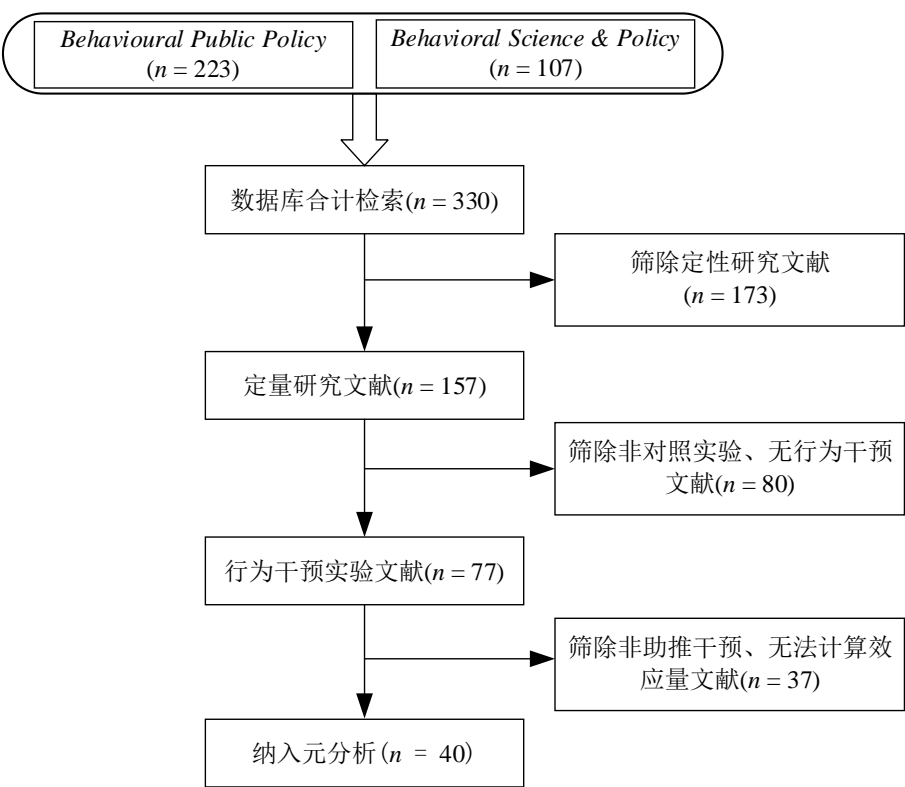 Behavioural Public Policy
(n = 223)
Behavioral Science & Policy
(n = 107)
数据库合计检索(n = 330)
筛除定性研究文献
(n = 173)
定量研究文献(n = 157)
筛除非对照实验、无行为干预
文献(n = 80)
行为干预实验文献(n = 77)
筛除非助推干预、无法计算效
应量文献(n = 37)
纳入元分析(n = 40)